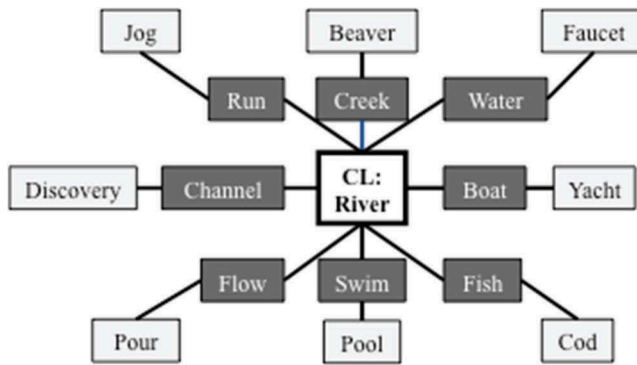 Jog
Beaver
Faucet
Run
Creek
Water
Discovery
Channel
CL:
River
Boat
Yacht
Flow
Swim
Fish
Pour
Pool
Cod